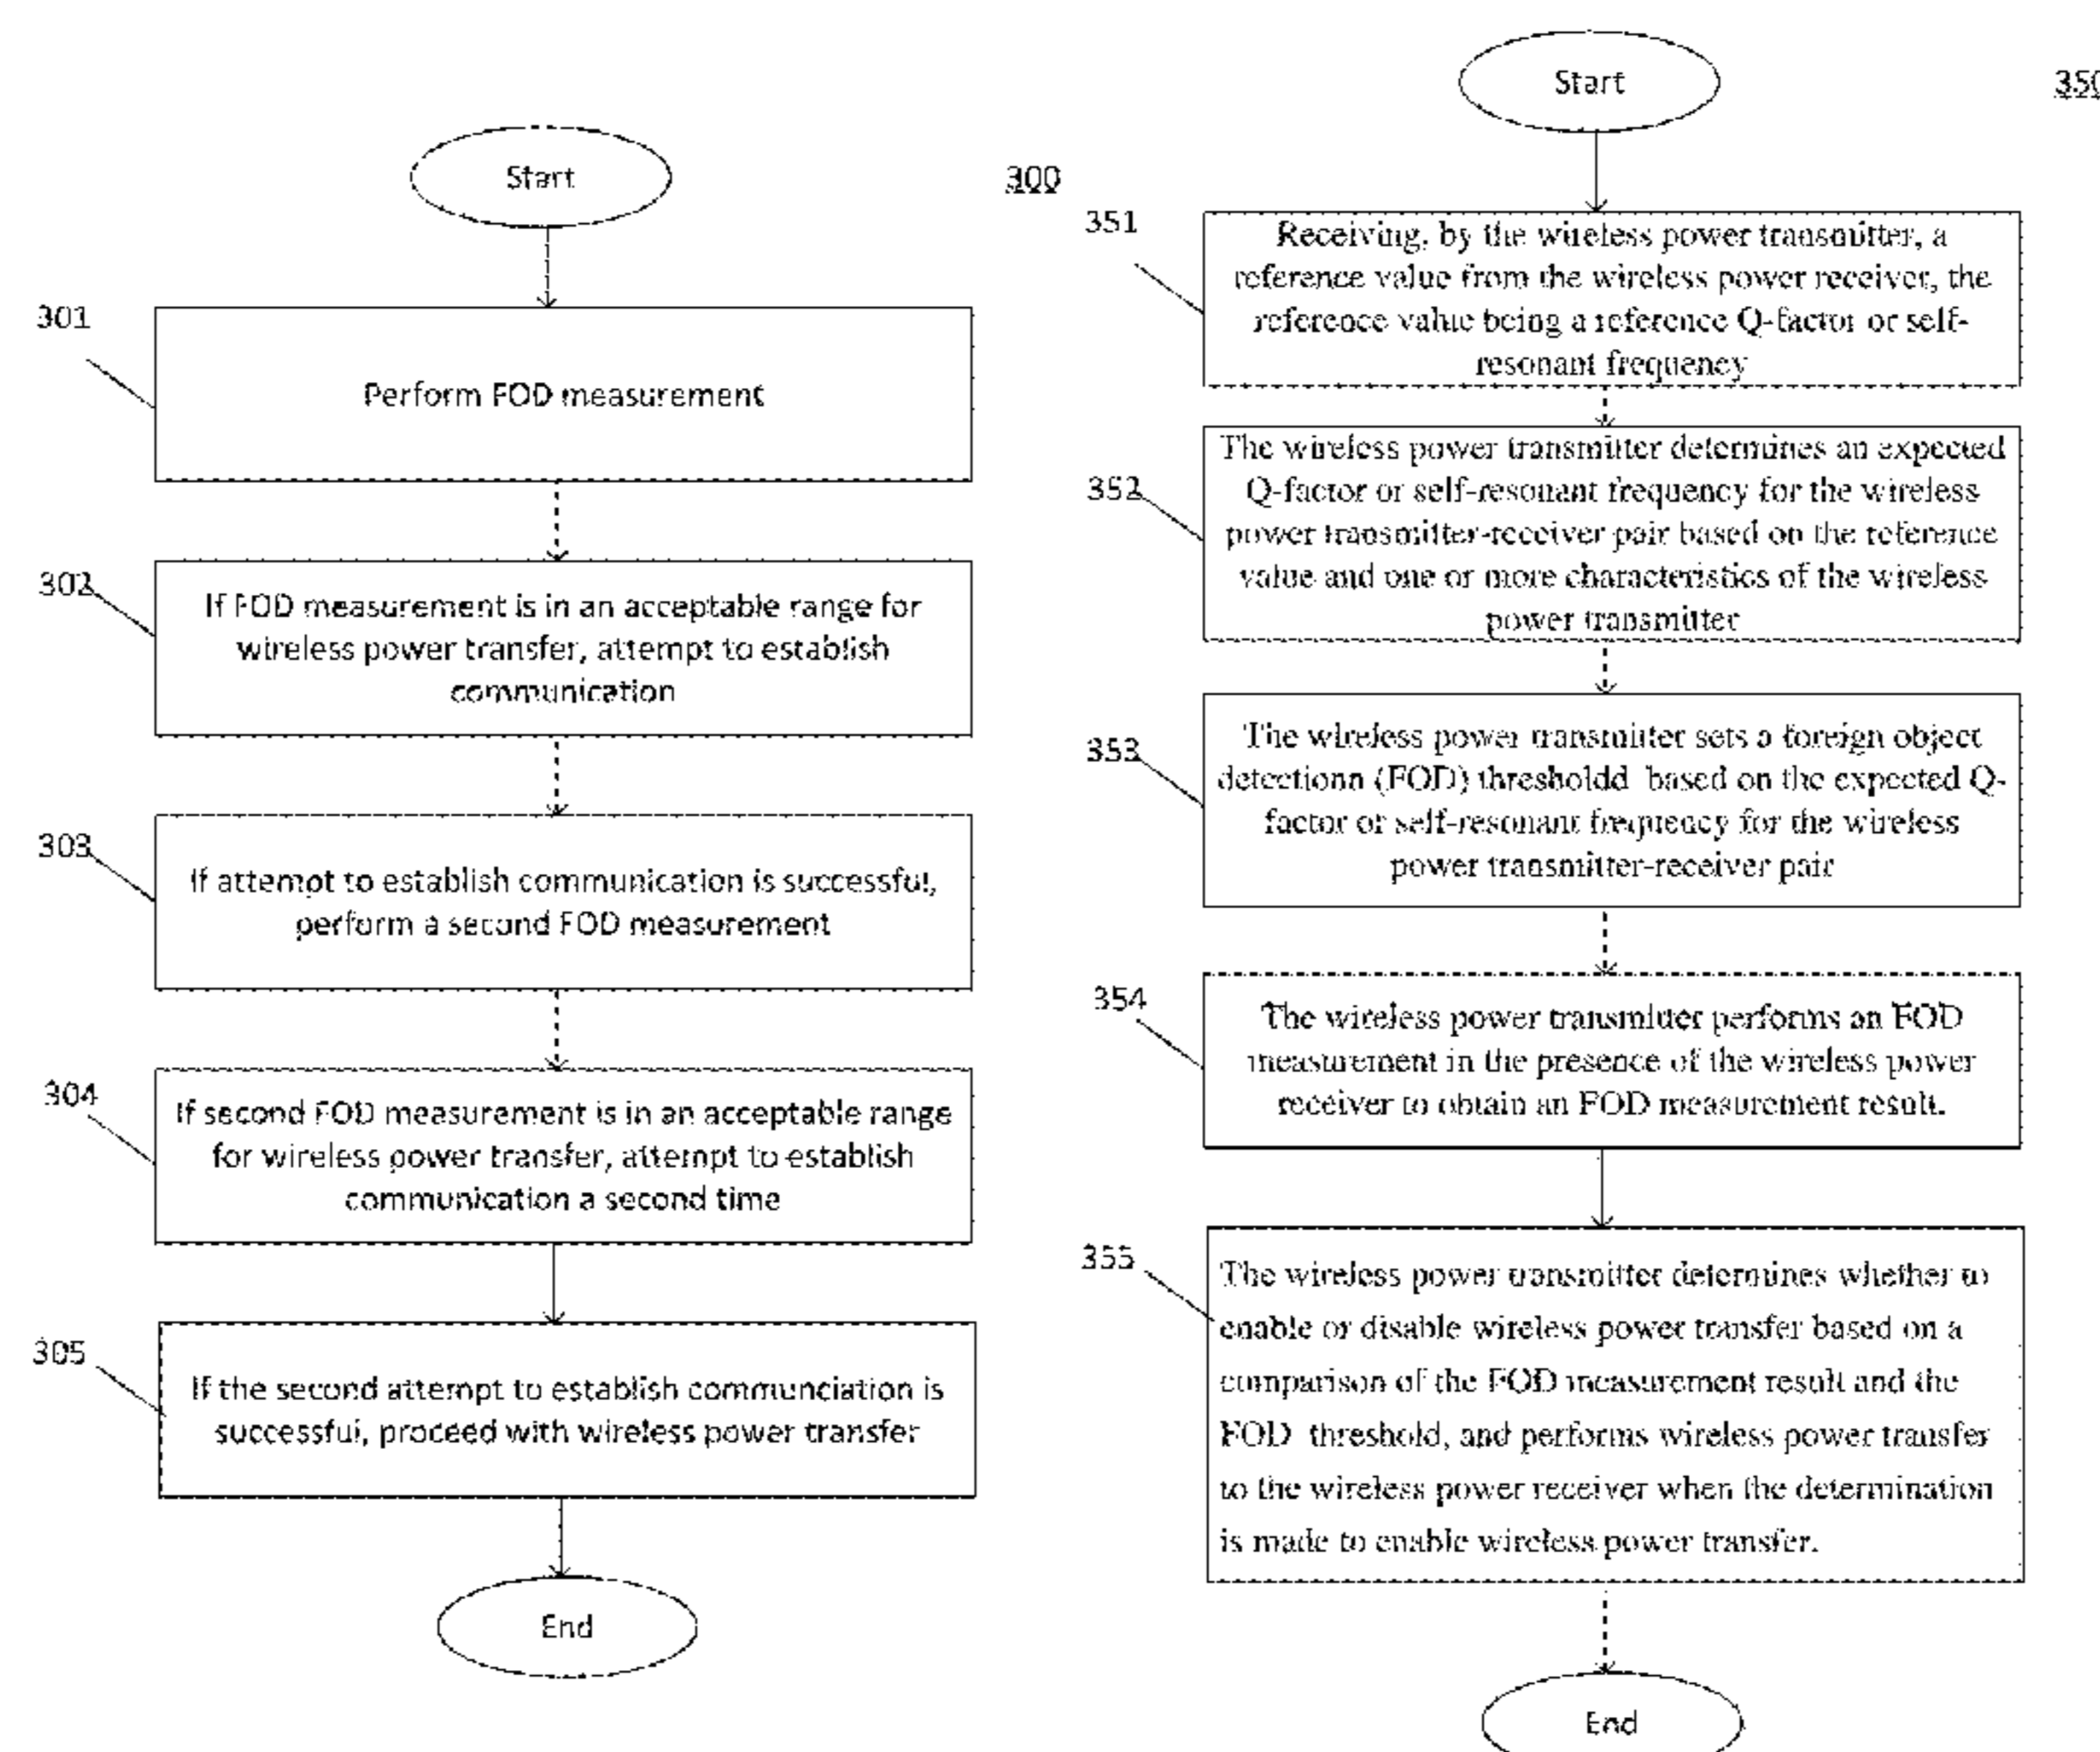 Start
300
301
Perform FOD measurement
302
If FOD measurement is in an acceptable range for
wireless power transfer, attempt to establish
communication
303
If attempt to establish communication is successful,
perform a second FOD measurement
304
If second FOD measurement is in an acceptable range
for wireless power transfer, attempt to establish
communication a second time
305
If the second attempt to establish communciation is
successful, proceed with wireless power transfer
End
Start
350
351
Receiving, by the wireless power transmitter, a
reference value from the wireless power receiver, the
reference value being a reference Q-factor or self-
resonant frequency
352
The wireless power transmitter determines an expected
Q-factor or self-resonant frequency for the wireless
power transmitter-receiver pair based on the reference
value and one or more characteristics of the wireless
power transmitter
353
The wireless power transmitter sets a foreign object
detectionn (FOD) thresholdd based on the expected Q-
factor or self-resonant frequency for the wireless
power transmitter-receiver pair
354
The wireless power transmitter performs an FOD
measurement in the presence of the wireless power
receiver to obtain an FOD measurement result.
355
The wireless power transmitter determines whether to
enable or disable wireless power transfer based on a
comparison of the FOD measurement result and the
FOD threshold, and performs wireless power transfer
to the wireless power receiver when the determination
is made to enable wireless power transfer.
End